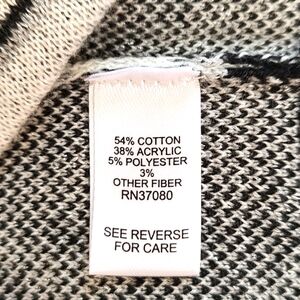 54% COTTON
38% ACRYLIC
5% POLYESTER
3%
OTHER FIBER
RN37080
SEE REVERSE
FOR CARE